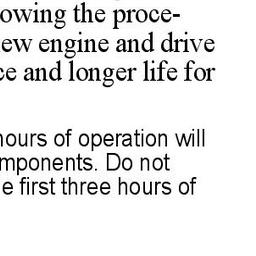 owing the proce-
ew engine and drive
ce and longer life for
hours of operation will
mponents. Do not
e first three hours of